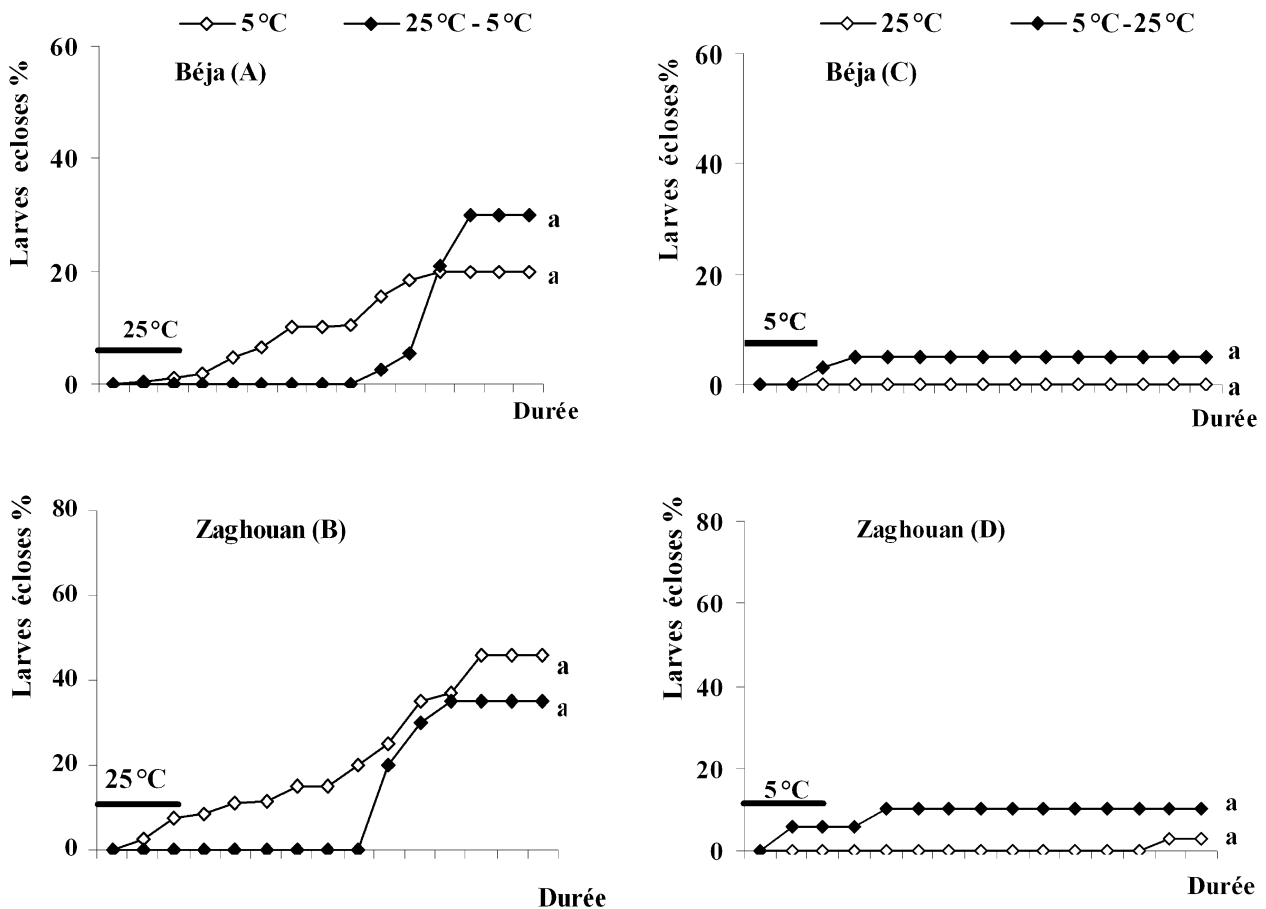 5°C 25°C - 5°C
Béja (A)
Larves ecloses %
60
40
20
0
25°C
a
a
Durée
25°C 5°C -25°C
Béja (C)
Larves écloses%
60
40
20
0
5°C
a
a
Durée
Zaghouan (B)
Larves écloses %
80
60
40
20
0
25°C
a
a
Durée
Zaghouan (D)
Larves écloses %
80
60
40
20
0
5°C
a
a
Durée